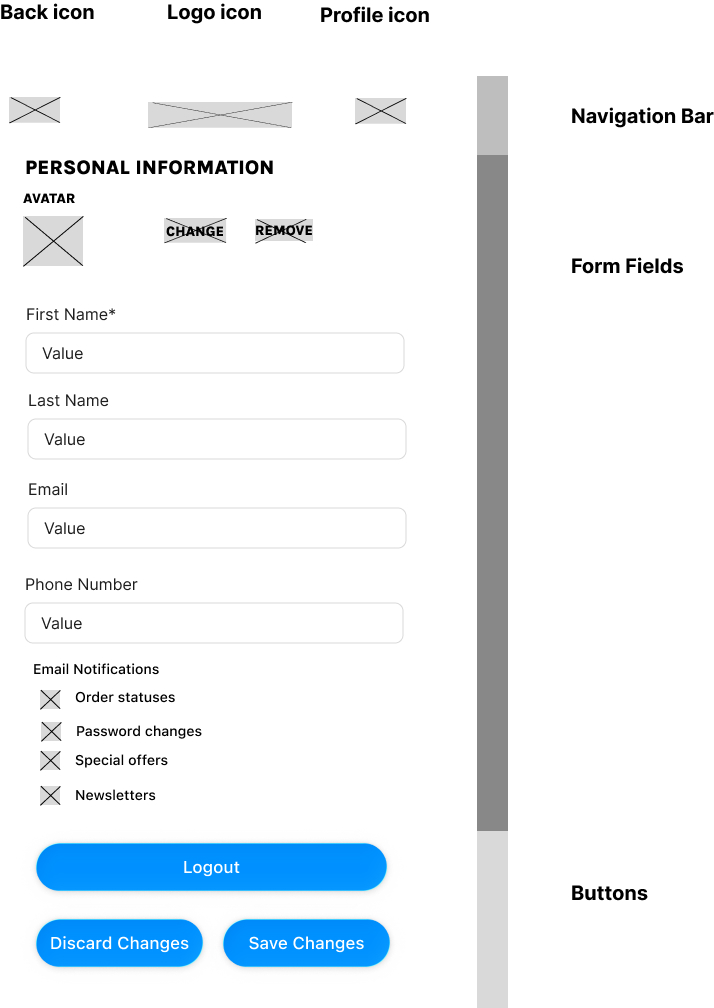 Back icon
Logo icon
Profile icon
Navigation Bar
PERSONAL INFORMATION
AVATAR
CHANGE
REMOVE
Form Fields
First Name*
Value
Last Name
Value
Email
Value
Phone Number
Value
Email Notifications
Order statuses
Password changes
Special offers
Newsletters
Logout
Buttons
Discard Changes
Save Changes